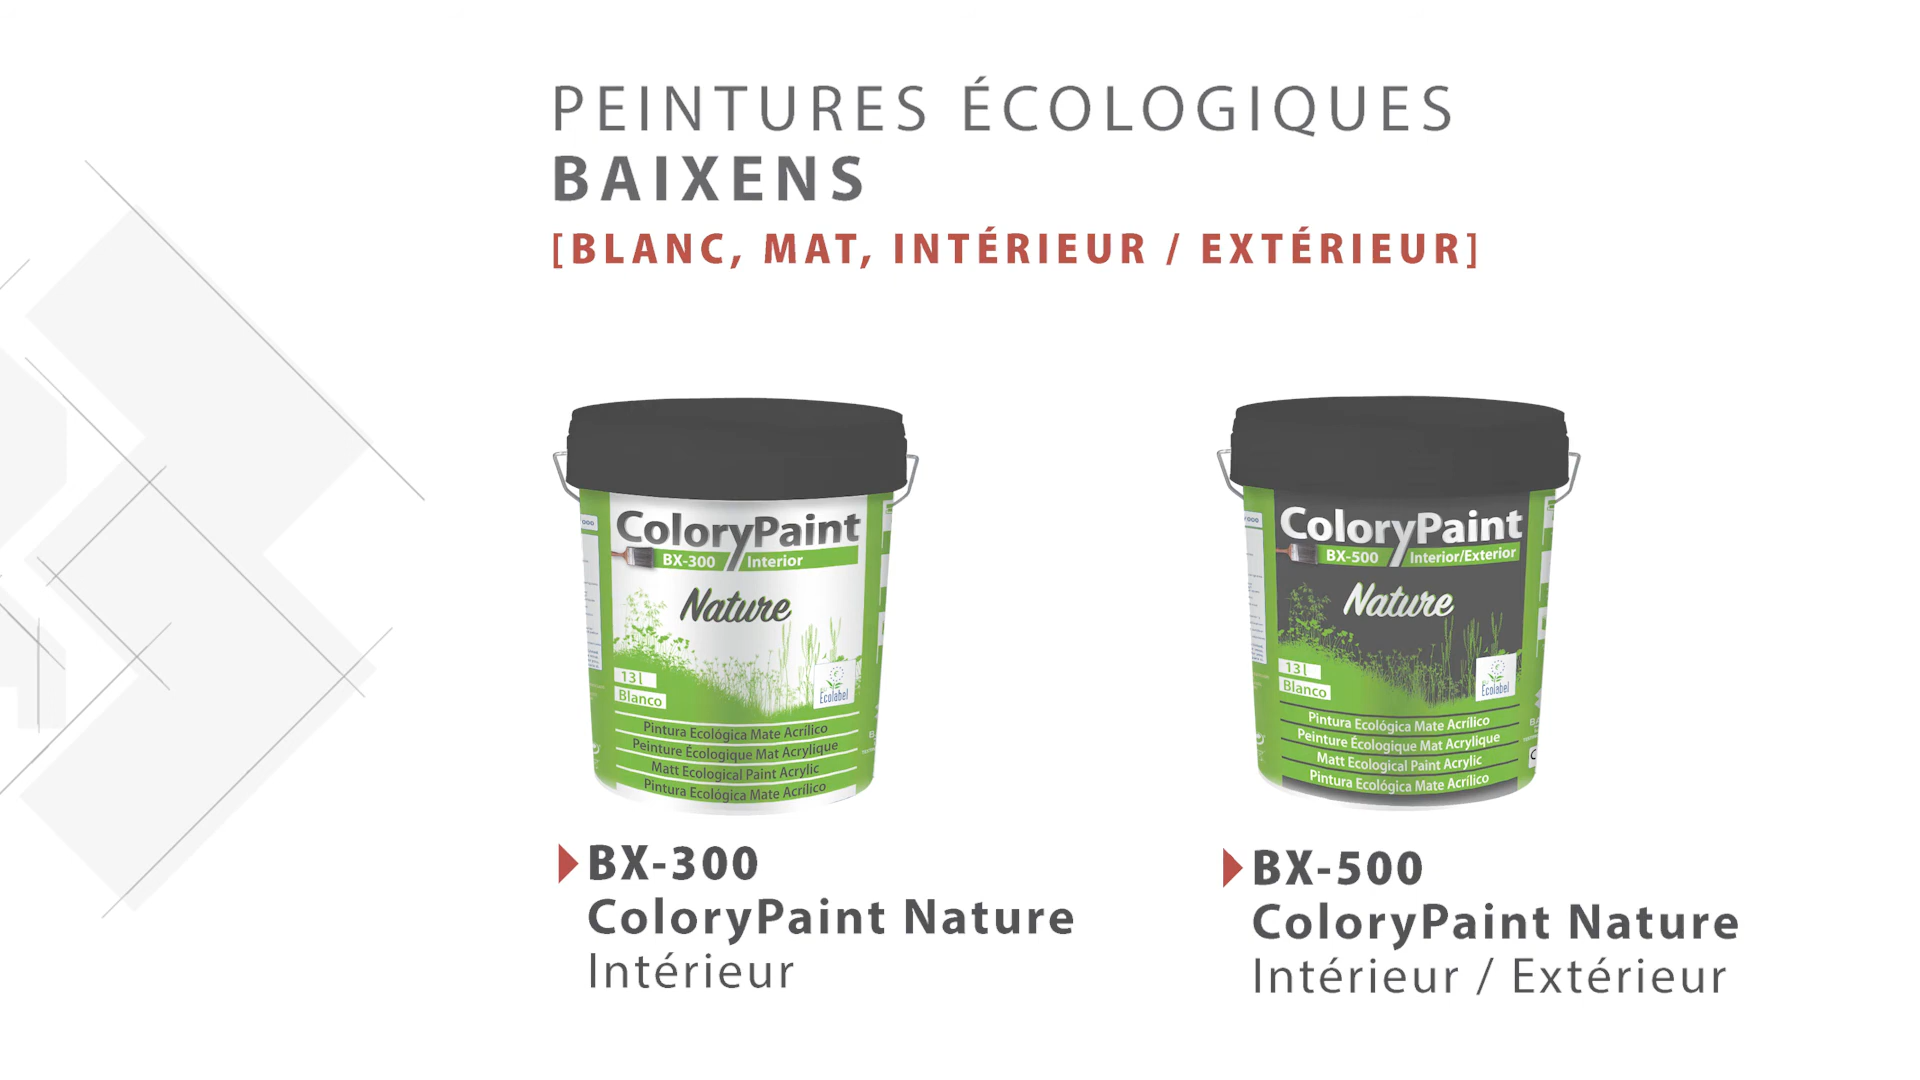 PEINTURES ÉCOLOGIQUES
BAIXENS
[BLANC, MAT, INTÉRIEUR / EXTÉRIEUR]
ColoryPaint
BX-300 Interior
Nature
13 l
Blanco
Ecolabel
Pintura Ecológica Mate Acrílico
Peinture Écologique Mat Acrylique
Matt Ecological Paint Acrylic
Pintura Ecológica Mate Acrílico
BX-300
ColoryPaint Nature
Intérieur
ColoryPaint
BX-500 Interior/Exterior
Nature
13 l
Blanco
Ecolabel
Pintura Ecológica Mate Acrílico
Peinture Écologique Mat Acrylique
Matt Ecological Paint Acrylic
Pintura Ecológica Mate Acrílico
BX-500
ColoryPaint Nature
Intérieur / Extérieur